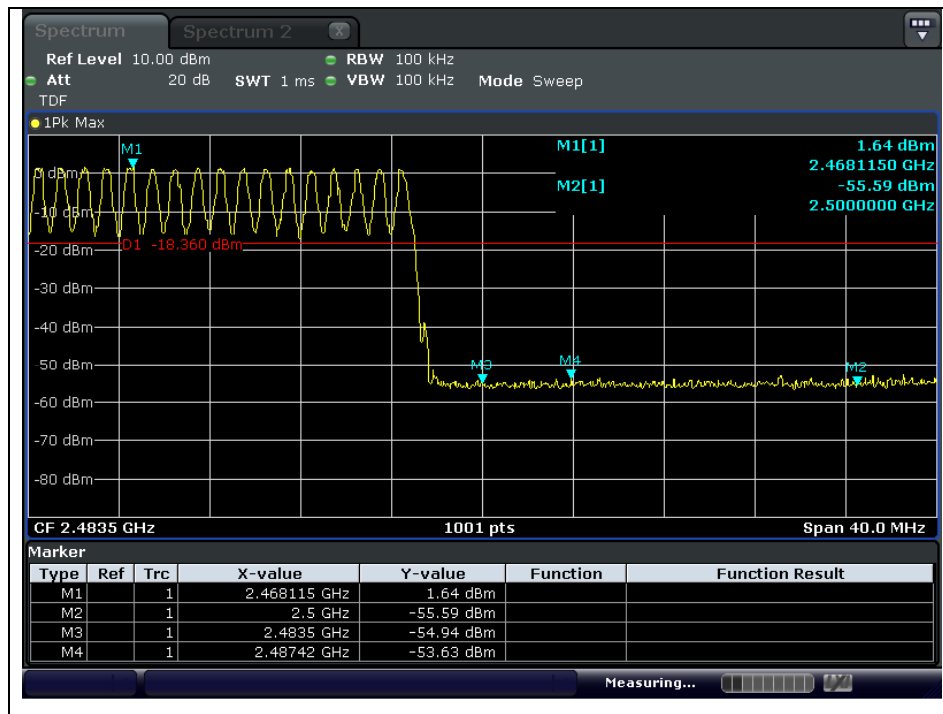 Spectrum Spectrum 2 X
Ref Level 10.00 dBm RBW 100 kHz
Att 20 dB SWT 1 ms VBW 100 kHz Mode Sweep
TDF
1Pk Max
M1 M1[1] 1.64 dBm
2.4681150 GHz
0 dBm
M2[1] -55.59 dBm
2.5000000 GHz
-10 dBm
D1 -18.360 dBm
-20 dBm
-30 dBm
-40 dBm
-50 dBm M3 M4 M2
-60 dBm
-70 dBm
-80 dBm
CF 2.4835 GHz 1001 pts Span 40.0 MHz
Marker
Type Ref Trc X-value Y-value Function Function Result
M1 1 2.468115 GHz 1.64 dBm
M2 1 2.5 GHz -55.59 dBm
M3 1 2.4835 GHz -54.94 dBm
M4 1 2.48742 GHz -53.63 dBm
Measuring...